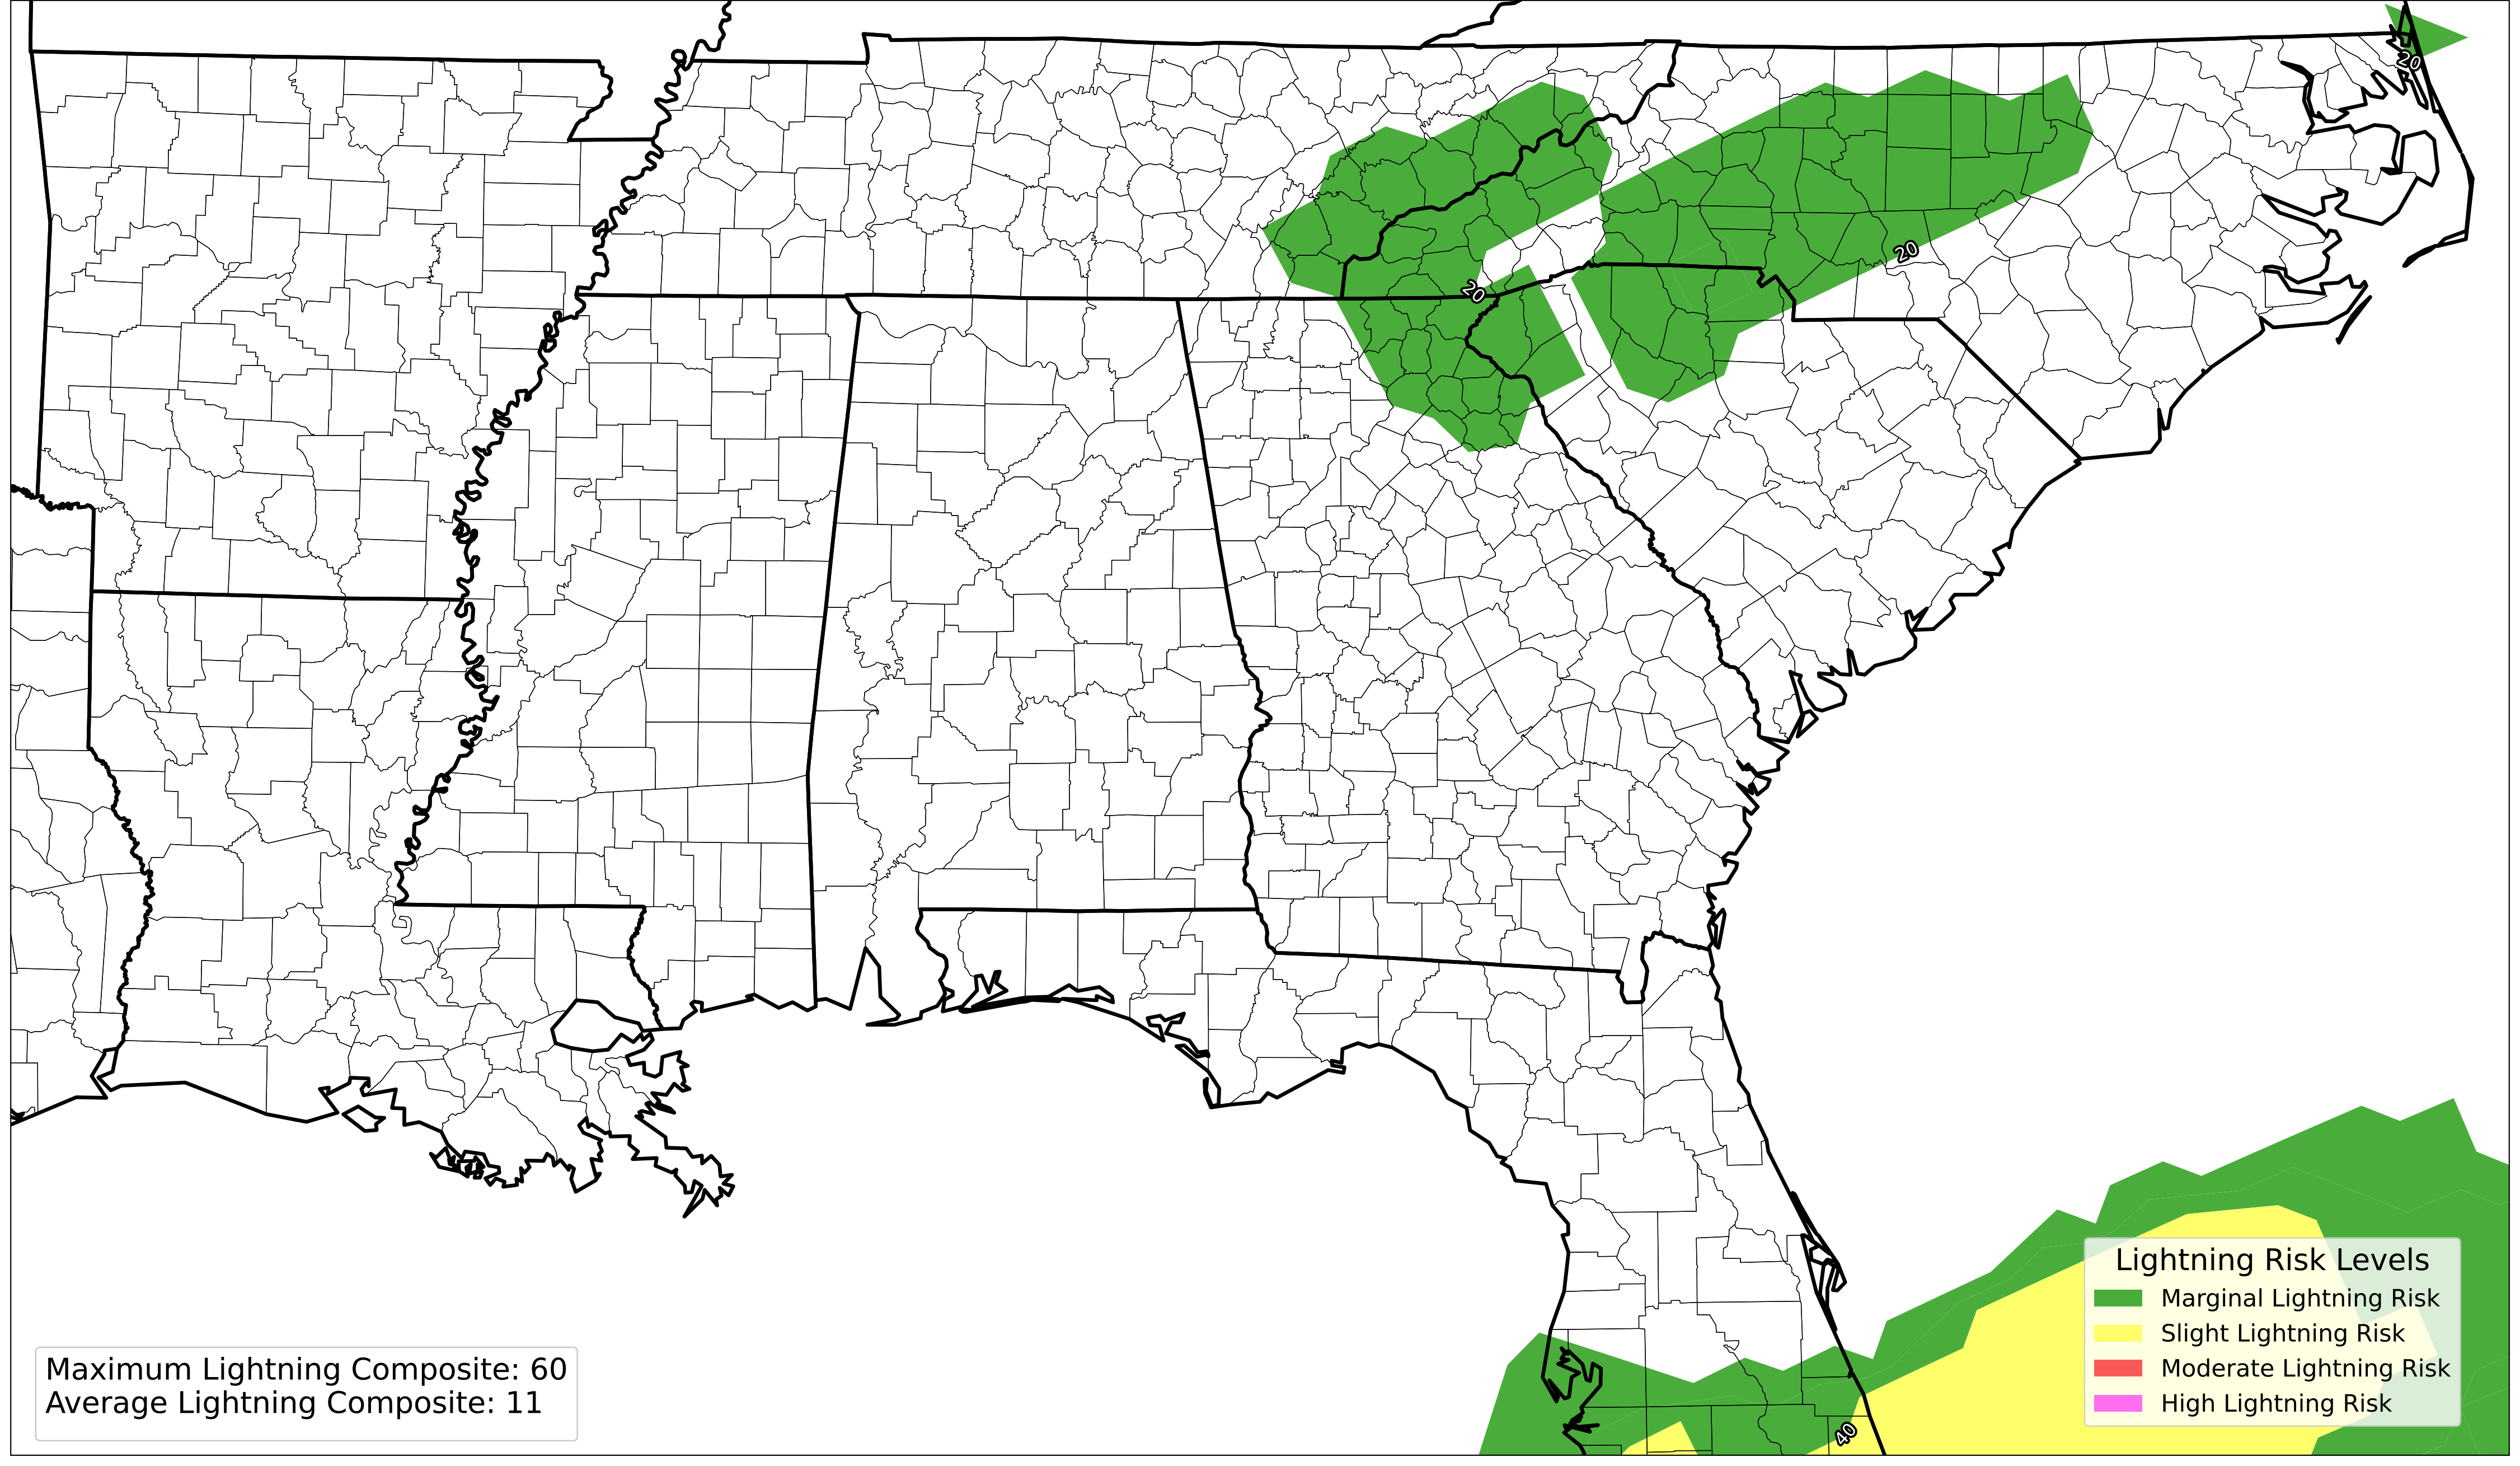 20
20
20
Lightning Risk Levels
Marginal Lightning Risk
Slight Lightning Risk
Moderate Lightning Risk
High Lightning Risk
Maximum Lightning Composite: 60
Average Lightning Composite: 11
40